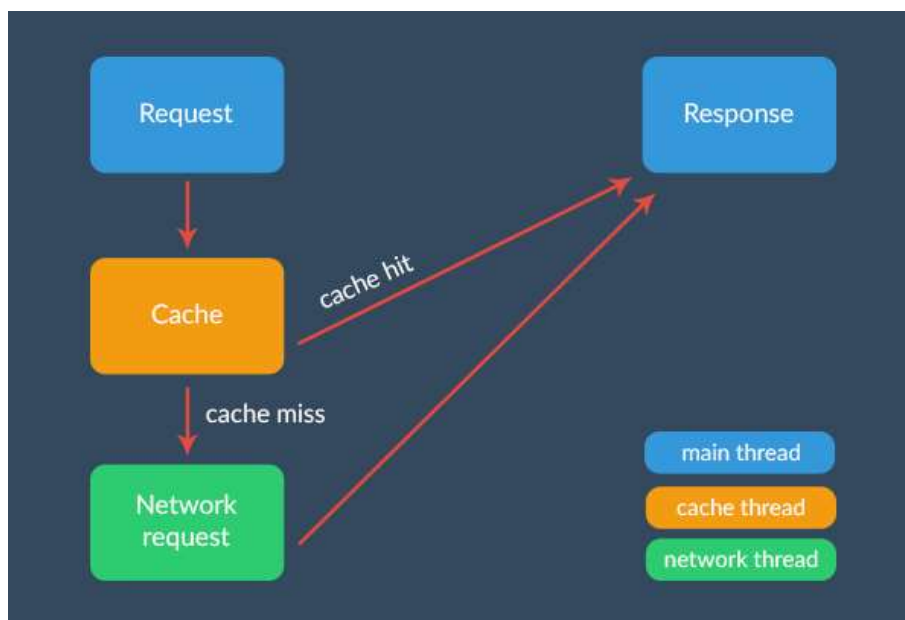 Request
Response
cache hit
Cache
cache miss
Network
request
main thread
cache thread
network thread